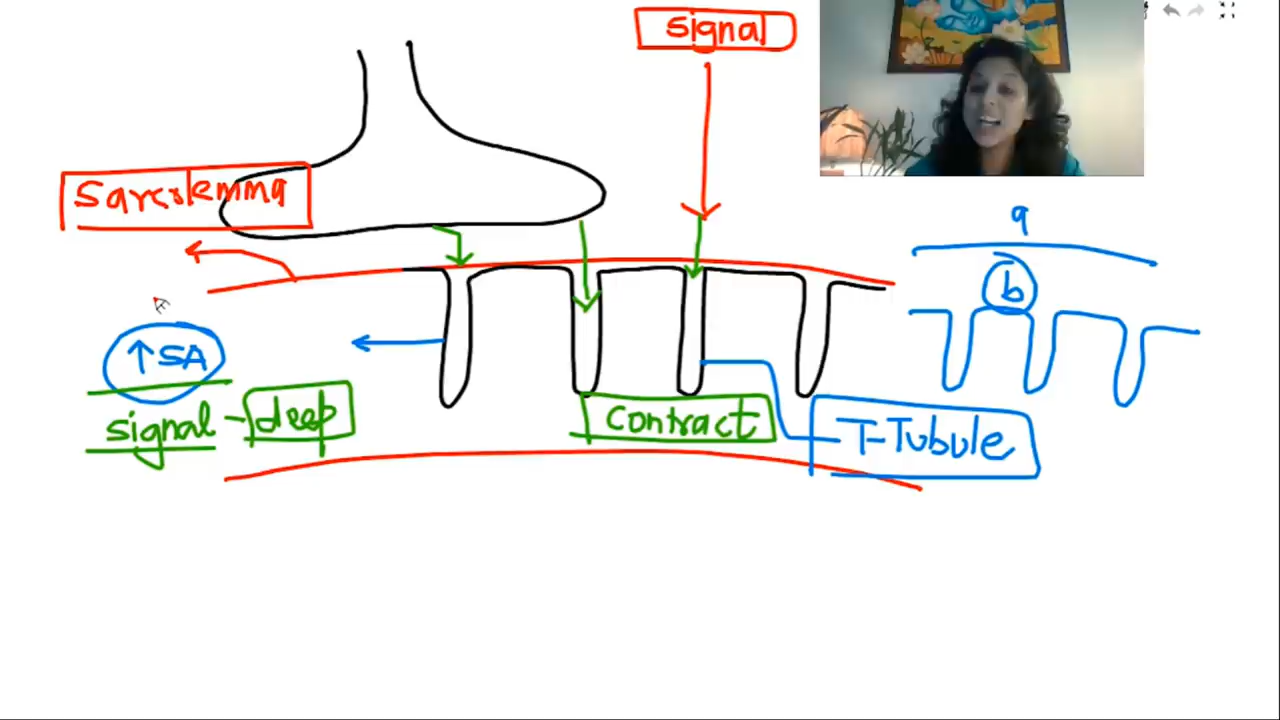 signal
Sarcolemma
a
b
↑SA
signal - deep
contract
T-Tubule